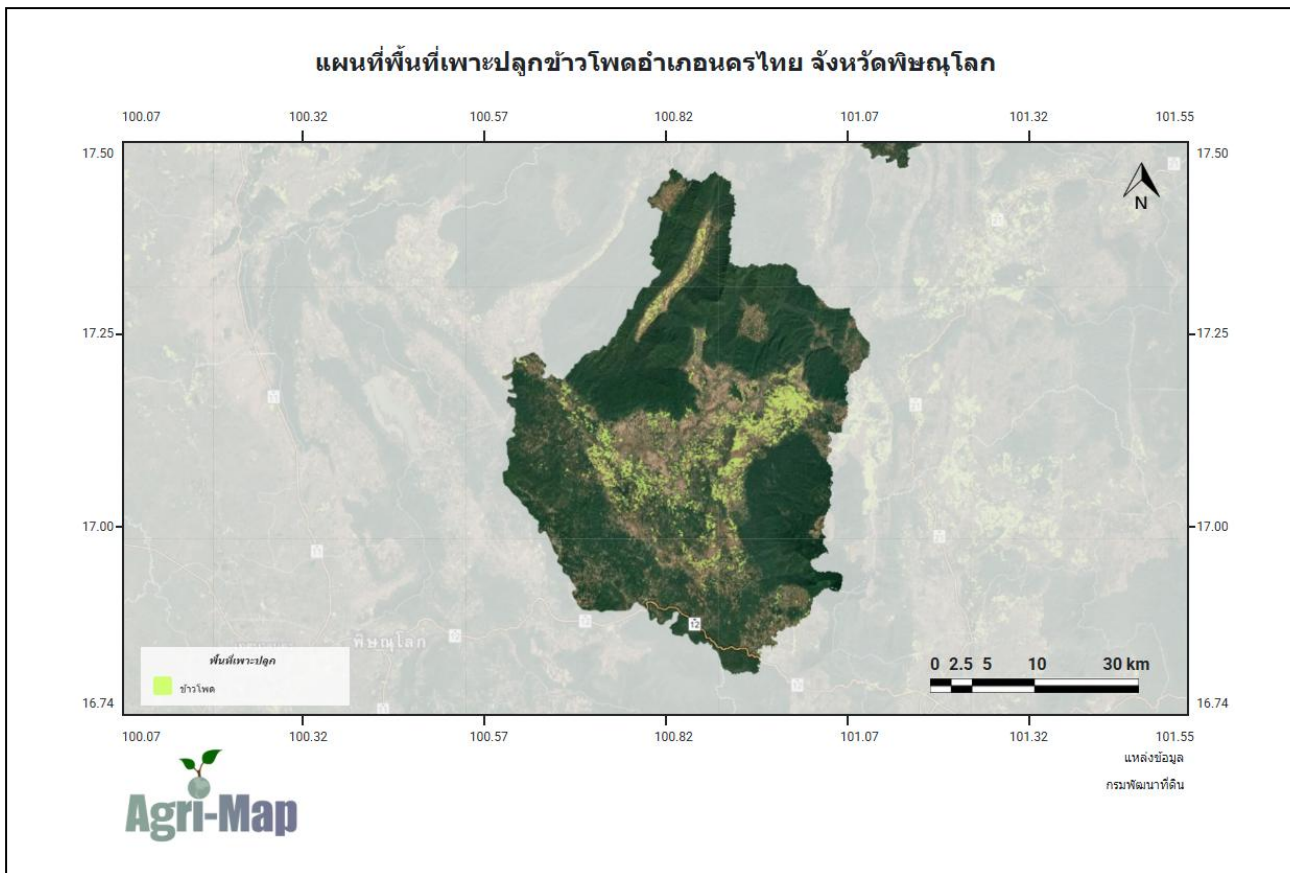 แผนที่พื้นที่เพาะปลูกข้าวโพดอำเภอนครไทย จังหวัดพิษณุโลก
100.07 100.32 100.57 100.82 101.07 101.32 101.55
17.50 17.50
N
17.25 17.25
17.00 17.00
12
พิษณุโลก
พื้นที่เพาะปลูก
ข้าวโพด
0 2.5 5 10 30 km
16.74 16.74
100.07 100.32 100.57 100.82 101.07 101.32 101.55
แหล่งข้อมูล
กรมพัฒนาที่ดิน
Agri-Map